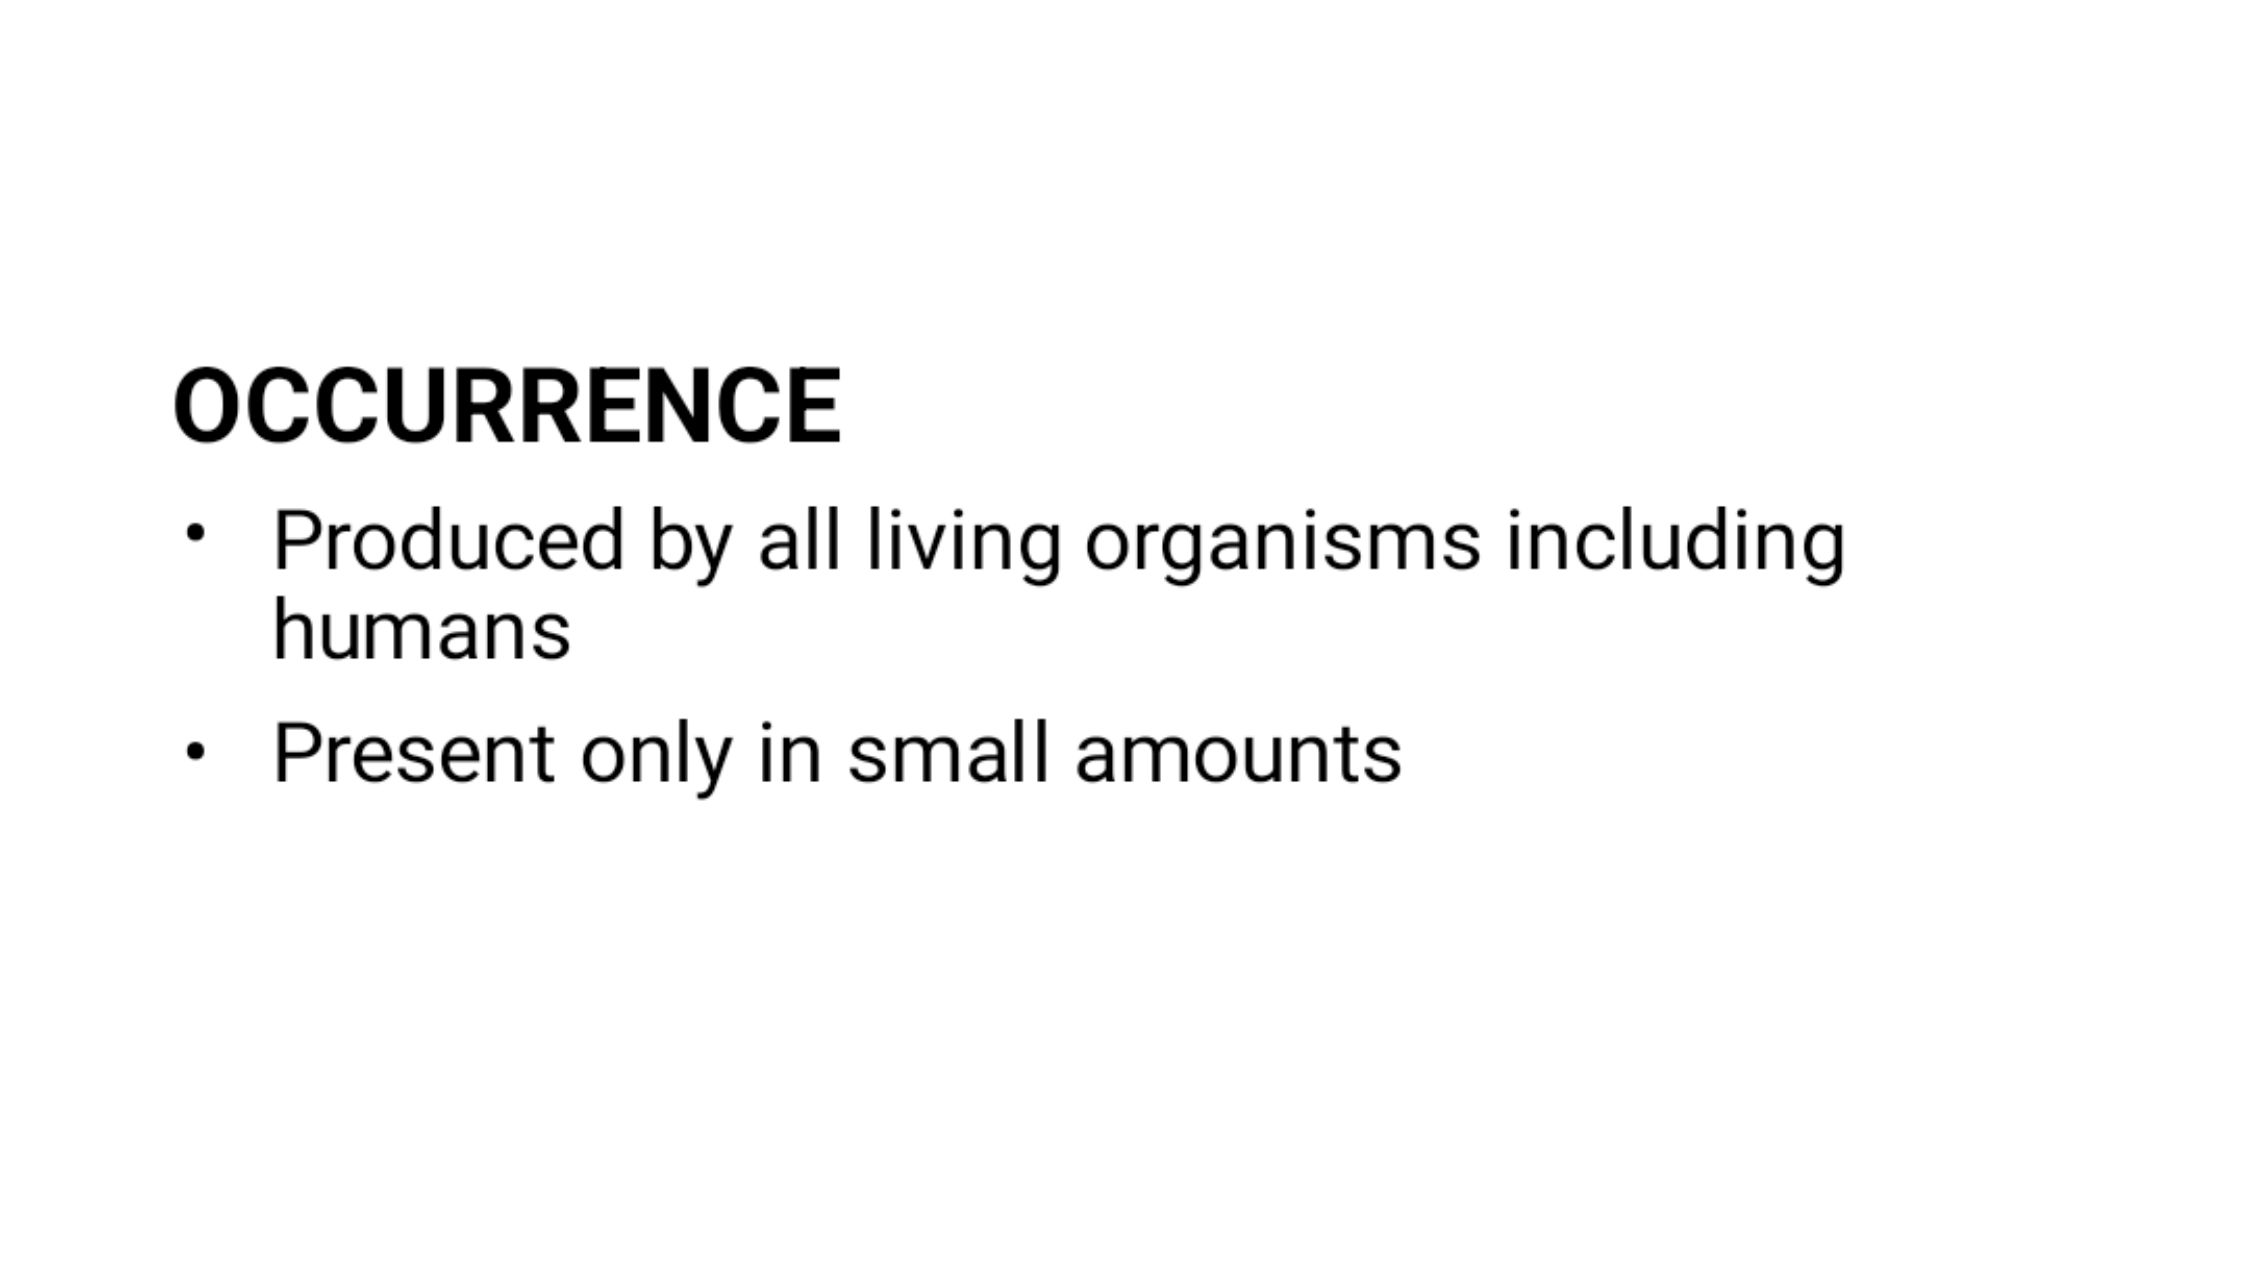 OCCURRENCE
• Produced by all living organisms including
humans
• Present only in small amounts